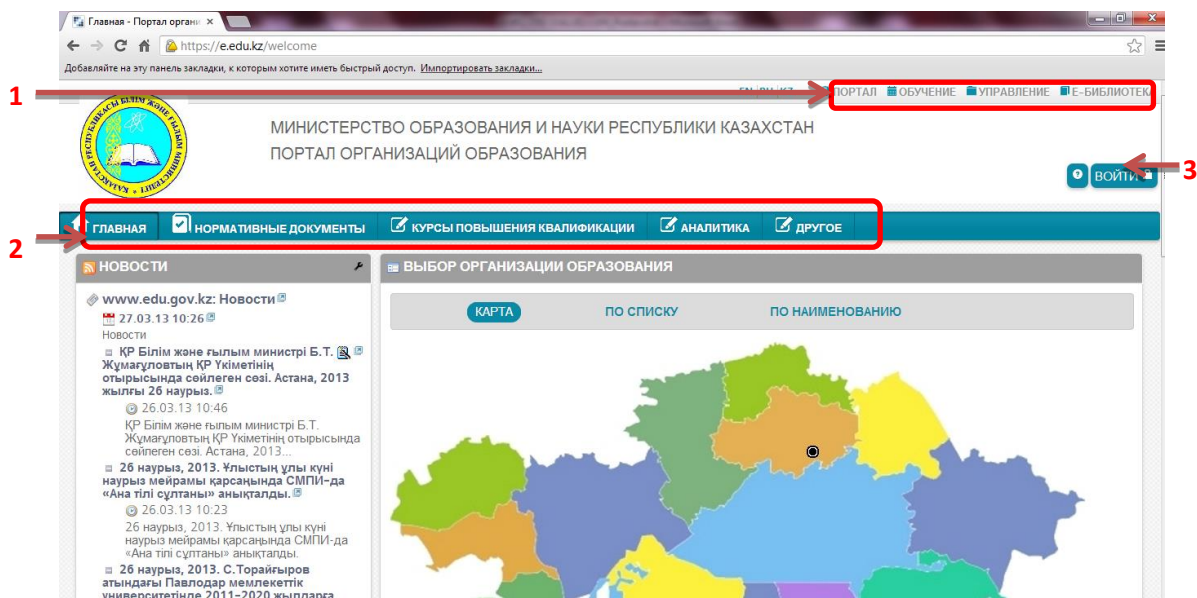 Главная - Портал органи ×
https://e.edu.kz/welcome
Добавляйте на эту панель закладки, к которым хотите иметь быстрый доступ. Импортировать закладки...
1
ПОРТАЛ ОБУЧЕНИЕ УПРАВЛЕНИЕ Е-БИБЛИОТЕКА
МИНИСТЕРСТВО ОБРАЗОВАНИЯ И НАУКИ РЕСПУБЛИКИ КАЗАХСТАН
ПОРТАЛ ОРГАНИЗАЦИЙ ОБРАЗОВАНИЯ
ВОЙТИ
3
ГЛАВНАЯ НОРМАТИВНЫЕ ДОКУМЕНТЫ КУРСЫ ПОВЫШЕНИЯ КВАЛИФИКАЦИИ АНАЛИТИКА ДРУГОЕ
2
НОВОСТИ
ВЫБОР ОРГАНИЗАЦИИ ОБРАЗОВАНИЯ
КАРТА ПО СПИСКУ ПО НАИМЕНОВАНИЮ
www.edu.gov.kz: Новости
27.03.13 10:26
Новости
ҚР Білім және ғылым министрі Б.Т.
Жұмағұловтың ҚР Үкіметінің
отырысында сөйлеген сөзі. Астана, 2013
жылғы 26 наурыз.
26.03.13 10:46
ҚР Білім және ғылым министрі Б.Т.
Жұмағұловтың ҚР Үкіметінің отырысында
сөйлеген сөзі. Астана, 2013...
26 наурыз, 2013. Ұлыстың ұлы күні
наурыз мейрамы қарсаңында СМПИ-да
«Ана тілі сұлтаны» анықталды.
26.03.13 10:23
26 наурыз, 2013. Ұлыстың ұлы күні
наурыз мейрамы қарсаңында СМПИ-да
«Ана тілі сұлтаны» анықталды.
26 наурыз, 2013. С.Торайғыров
атындағы Павлодар мемлекеттік
университетінде 2011-2020 жылдарға